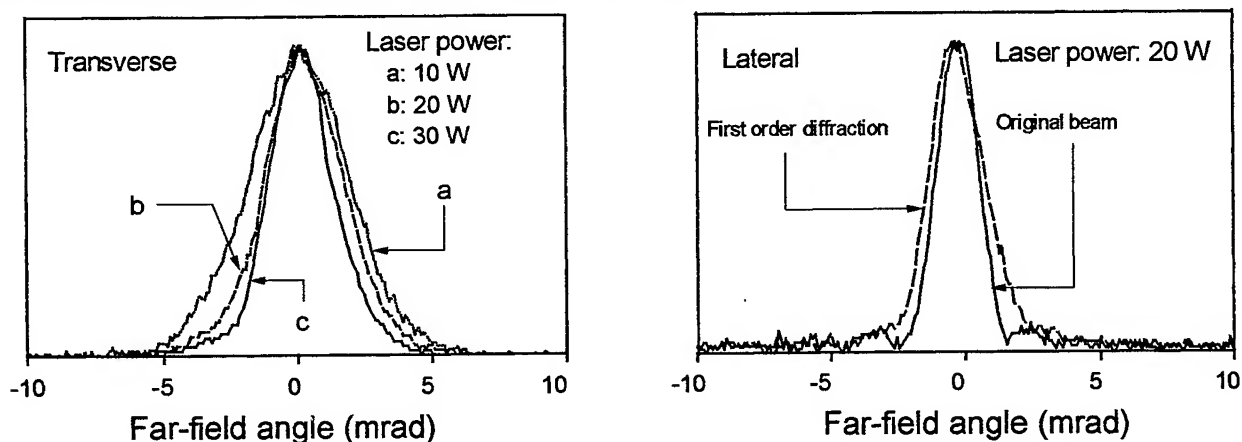 Transverse
Laser power:
a: 10 W
b: 20 W
c: 30 W
b
a
c
-10
-5
0
5
10
Far-field angle (mrad)
Lateral
Laser power: 20 W
First order diffraction
Original beam
-10
-5
0
5
10
Far-field angle (mrad)